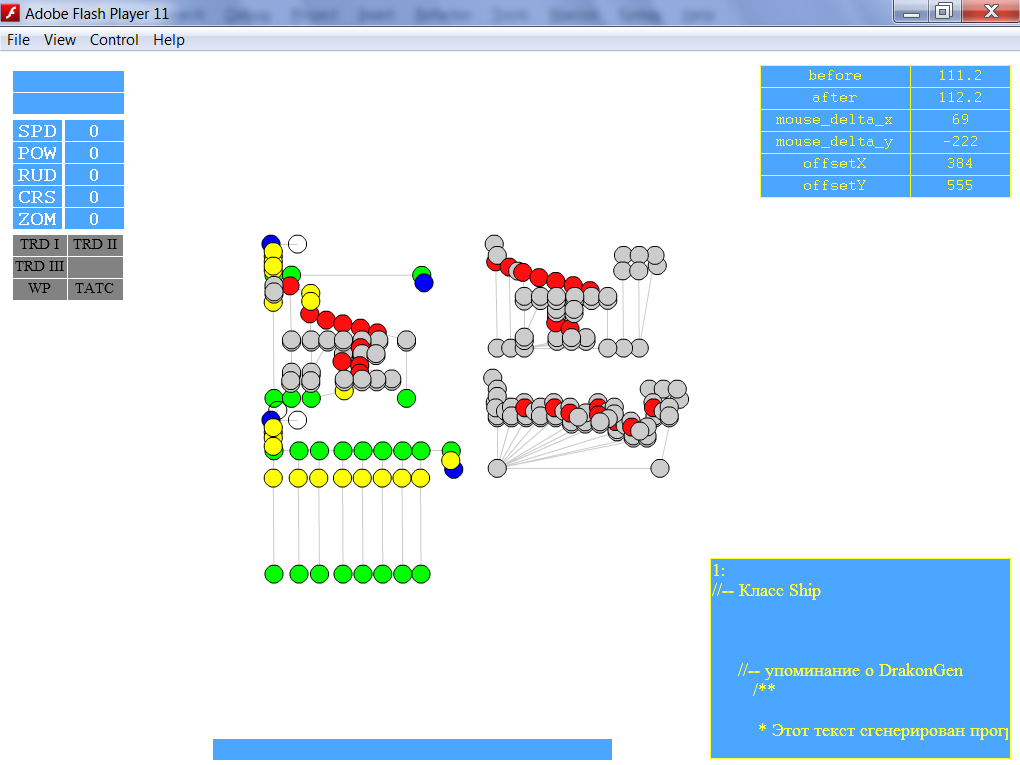 Adobe Flash Player 11
File View Control Help
before 111.2
after 112.2
mouse_delta_x 69
mouse_delta_y -222
offsetX 384
offsetY 555
SPD 0
POW 0
RUD 0
CRS 0
ZOM 0
TRD I TRD II
TRD III
WP TATC
1:
//-- Класс Ship
//-- упоминание о DrakonGen
/**
* Этот текст сгенерирован прогр